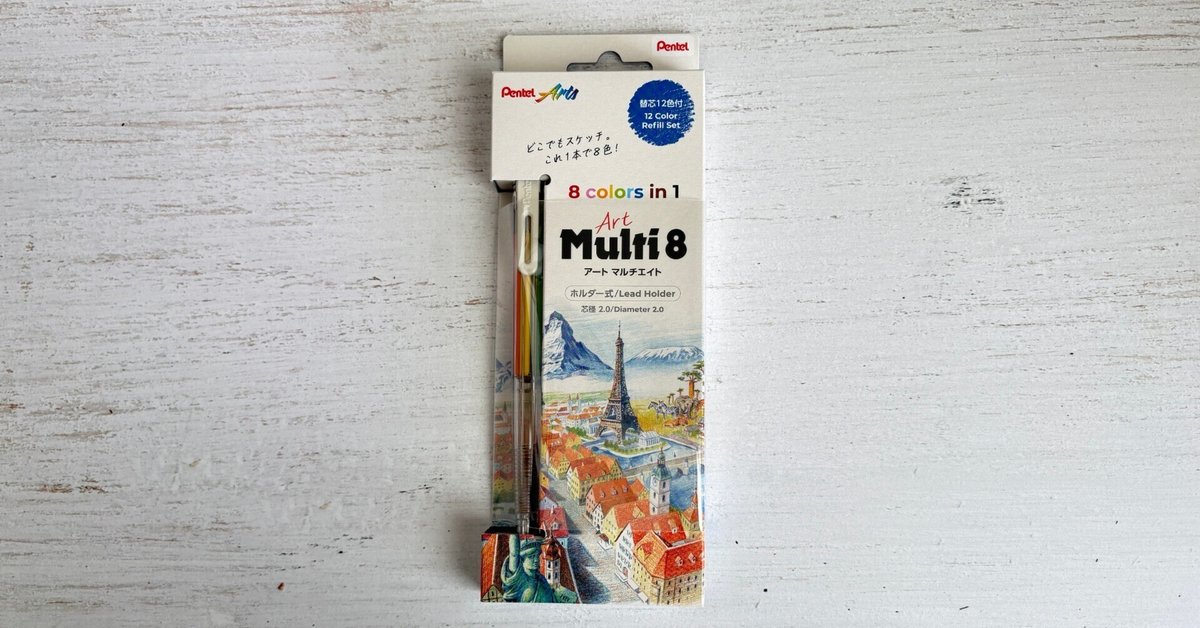 Pentel
Pentel Arts
替芯12色付
12 Color
Refill Set
どこでもスケッチ。
これ1本で8色!
8 colors in 1
Art
Multi 8
アート マルチエイト
ホルダー式/Lead Holder
芯径 2.0/Diameter 2.0